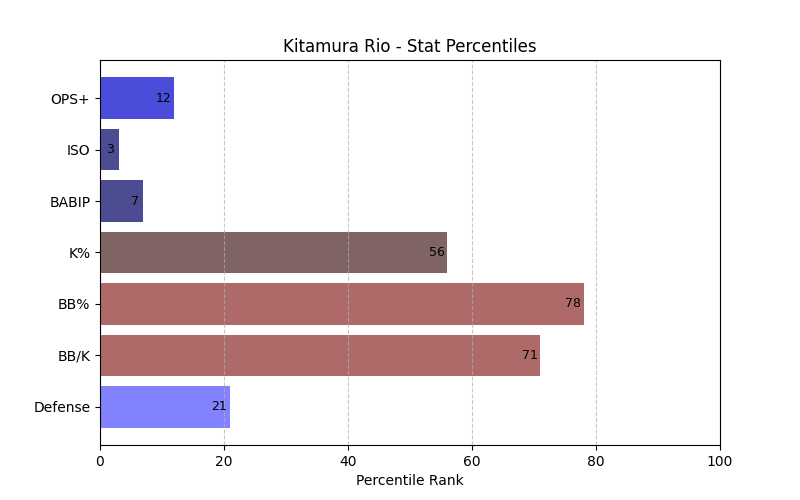 Kitamura Rio - Stat Percentiles
OPS+ 12
ISO 3
BABIP 7
K% 56
BB% 78
BB/K 71
Defense 21
0 20 40 60 80 100
Percentile Rank